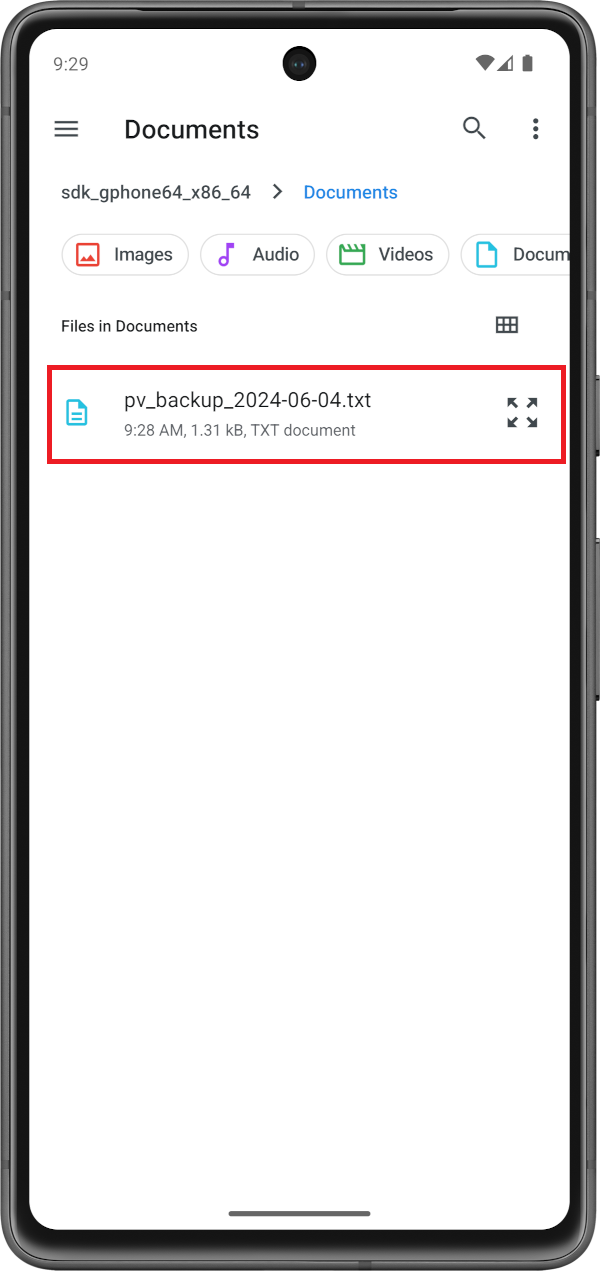 9:29
Documents
sdk_gphone64_x86_64 > Documents
Images Audio Videos Docum
Files in Documents
pv_backup_2024-06-04.txt
9:28 AM, 1.31 kB, TXT document